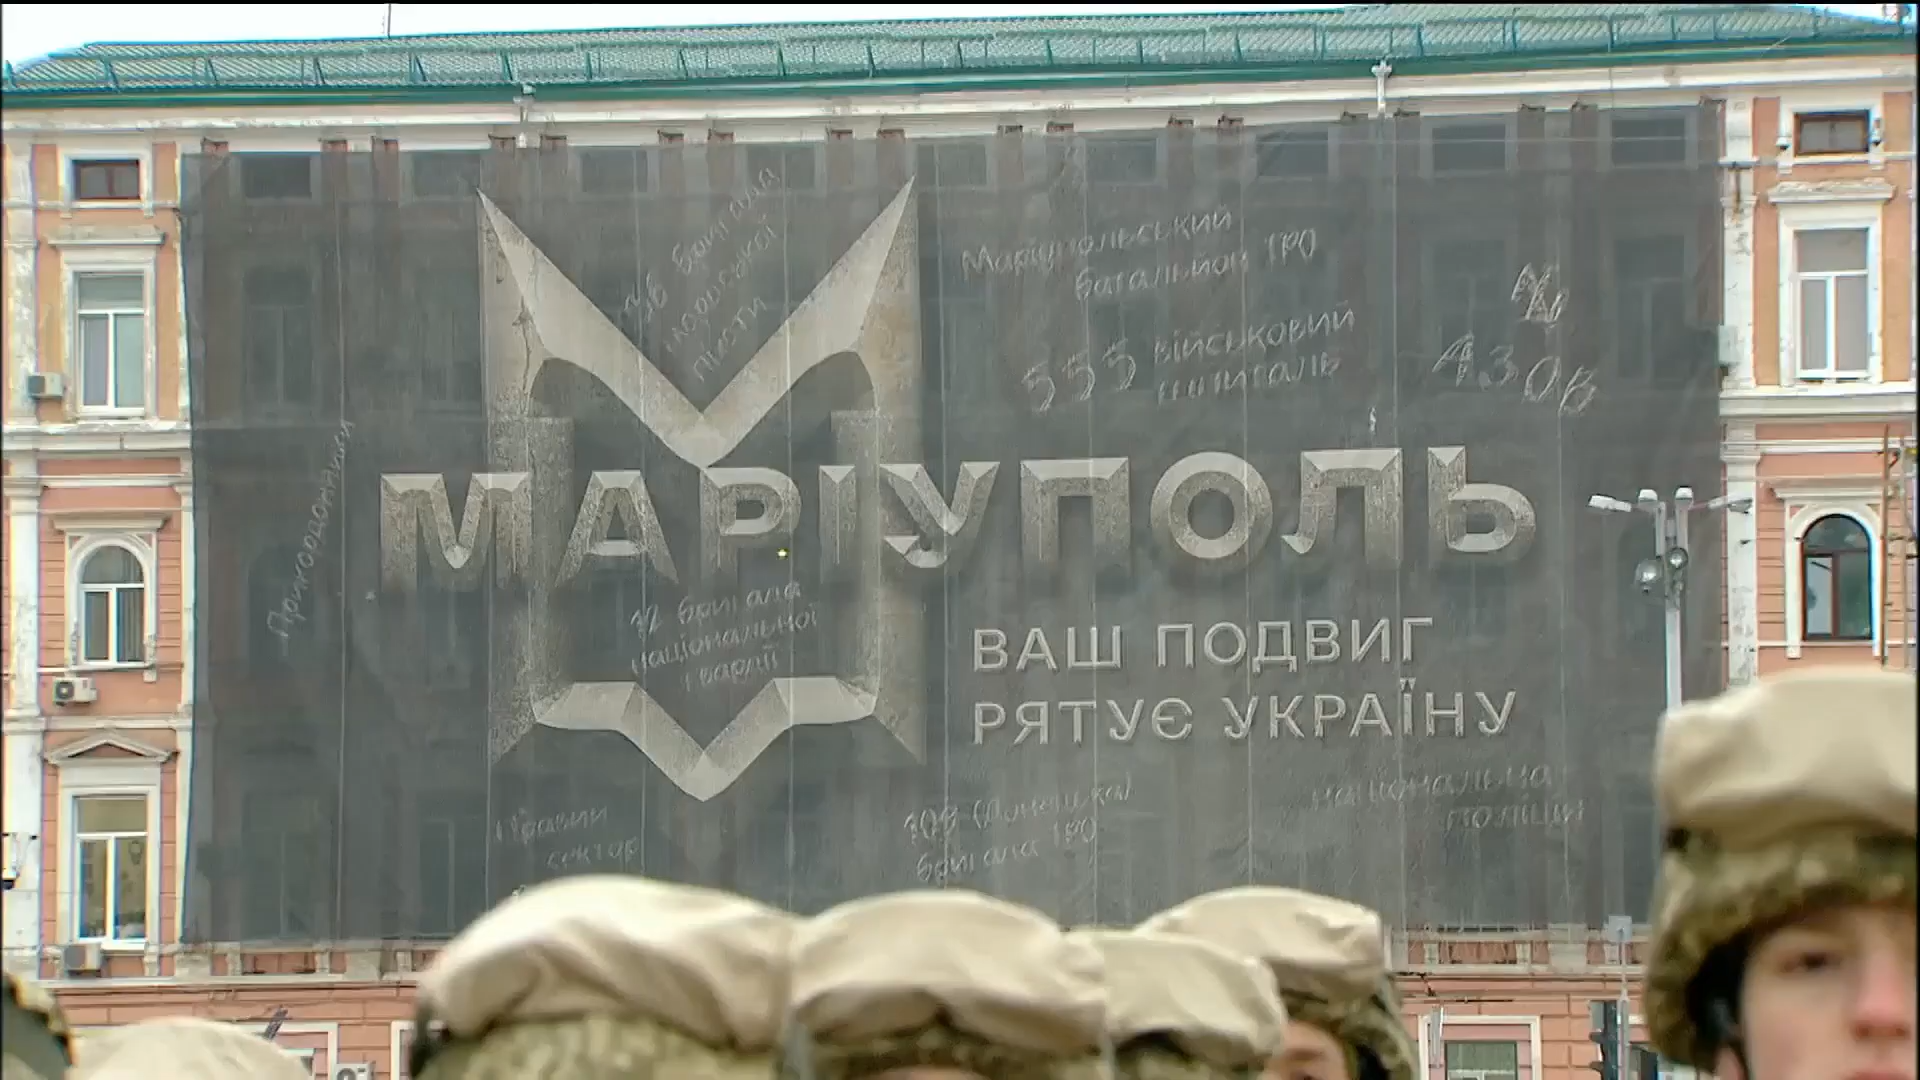 36 бригада
морської
піхоти
Маріупольський
батальйон ТРО
555 військовий
шпиталь
Азов
Прикордонники
МАРІУПОЛЬ
12 бригада
національної
гвардії
ВАШ ПОДВИГ
РЯТУЄ УКРАЇНУ
Правий
сектор
109 (Донецька)
бригада ТРО
національна
поліція